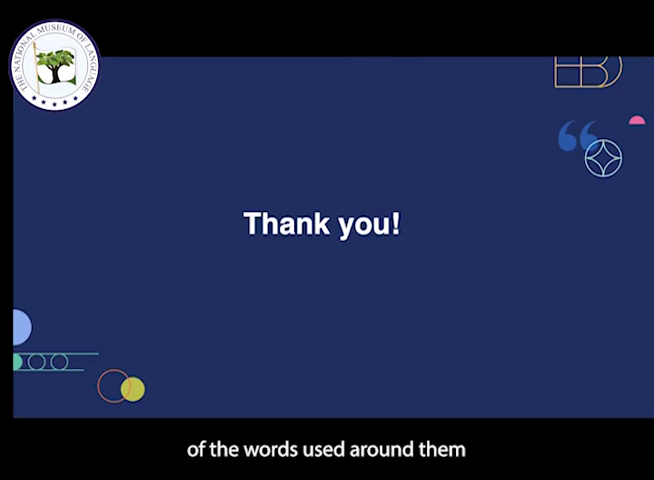 THE NATIONAL MUSEUM OF LANGUAGE
Thank you!
of the words used around them